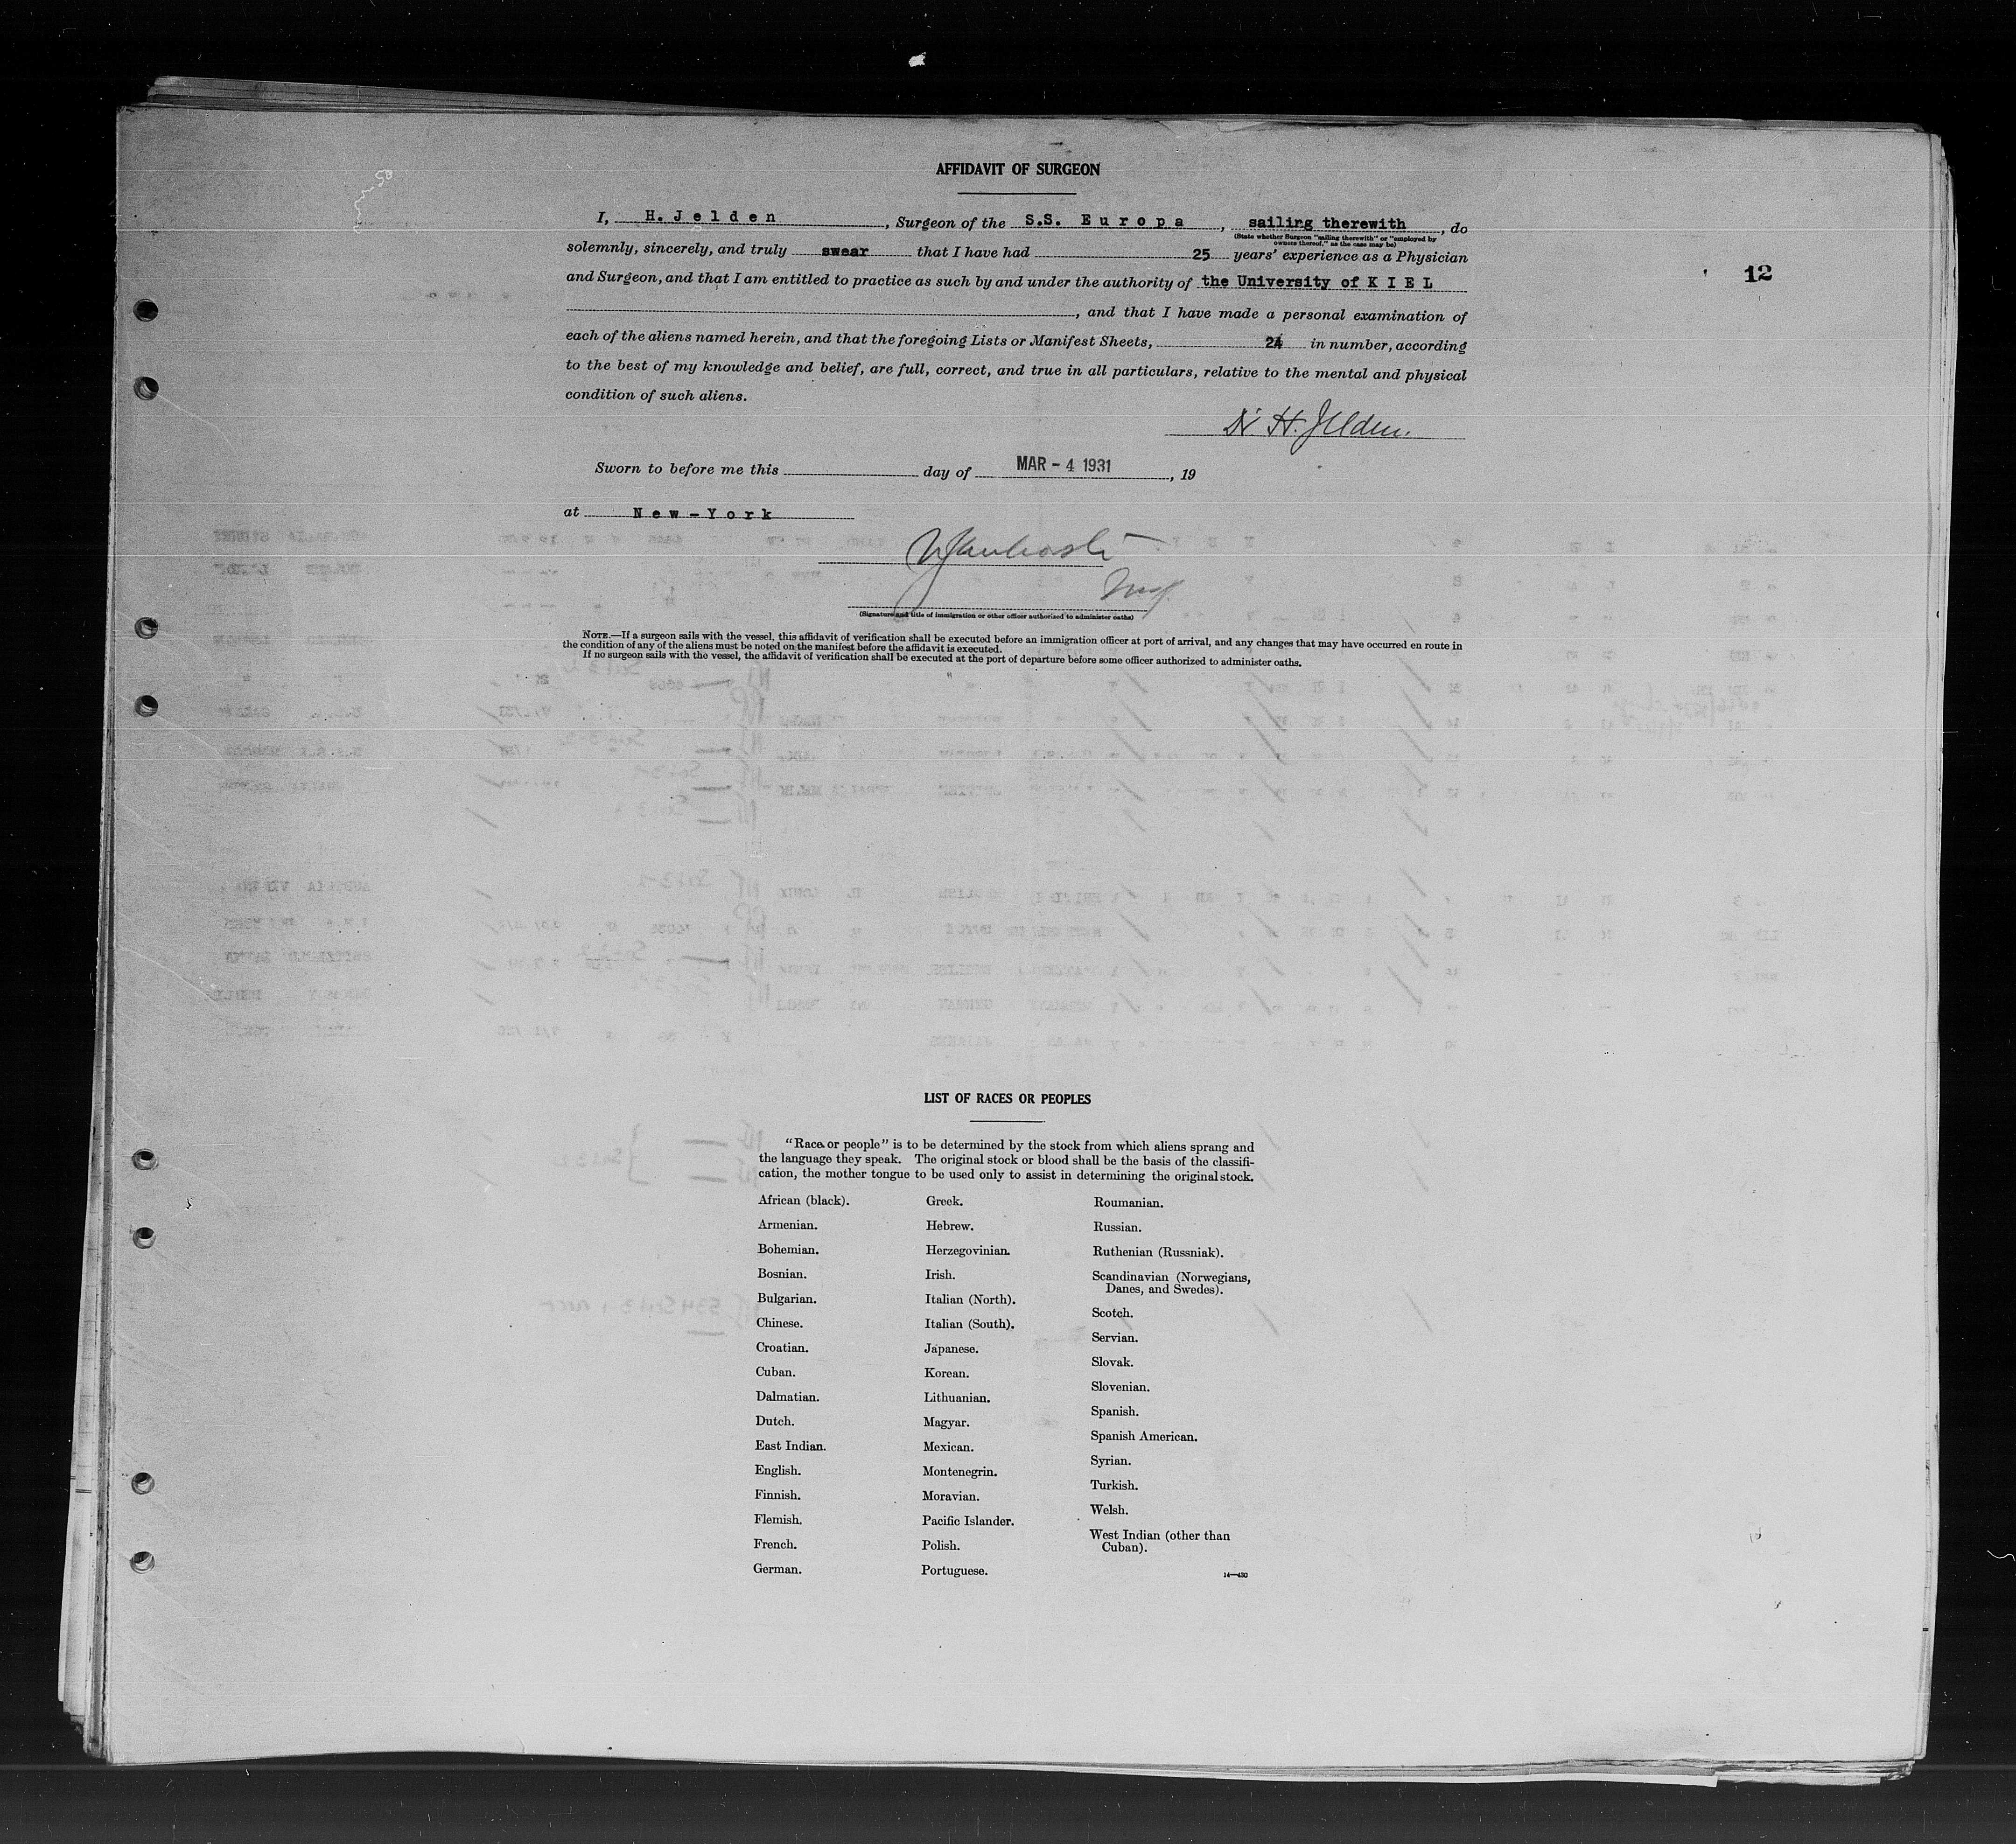 AFFIDAVIT OF SURGEON
I, H. Jelden, Surgeon of the S.S. Europa, sailing therewith, do
(State whether Surgeon "sailing therewith" or "employed by
owners thereof," as the case may be)
solemnly, sincerely, and truly swear that I have had 25 years' experience as a Physician
and Surgeon, and that I am entitled to practice as such by and under the authority of the University of KIEL
12
, and that I have made a personal examination of
each of the aliens named herein, and that the foregoing Lists or Manifest Sheets, in number, according
to the best of my knowledge and belief, are full, correct, and true in all particulars, relative to the mental and physical
condition of such aliens.
Dr H. Jelden.
Sworn to before me this day of MAR - 4 1931, 19
at New-York
(Signature and title of immigration or other officer authorized to administer oaths)
NOTE.—If a surgeon sails with the vessel, this affidavit of verification shall be executed before an immigration officer at port of arrival, and any changes that may have occurred en route in
the condition of any of the aliens must be noted on the manifest before the affidavit is executed.
If no surgeon sails with the vessel, the affidavit of verification shall be executed at the port of departure before some officer authorized to administer oaths.
LIST OF RACES OR PEOPLES
"Race or people" is to be determined by the stock from which aliens sprang and
the language they speak. The original stock or blood shall be the basis of the classifi-
cation, the mother tongue to be used only to assist in determining the original stock.
African (black).
Armenian.
Bohemian.
Bosnian.
Bulgarian.
Chinese.
Croatian.
Cuban.
Dalmatian.
Dutch.
East Indian.
English.
Finnish.
Flemish.
French.
German.
Greek.
Hebrew.
Herzegovinian.
Irish.
Italian (North).
Italian (South).
Japanese.
Korean.
Lithuanian.
Magyar.
Mexican.
Montenegrin.
Moravian.
Pacific Islander.
Polish.
Portuguese.
Roumanian.
Russian.
Ruthenian (Russniak).
Scandinavian (Norwegians,
Danes, and Swedes).
Scotch.
Servian.
Slovak.
Slovenian.
Spanish.
Spanish American.
Syrian.
Turkish.
Welsh.
West Indian (other than
Cuban).
14—430